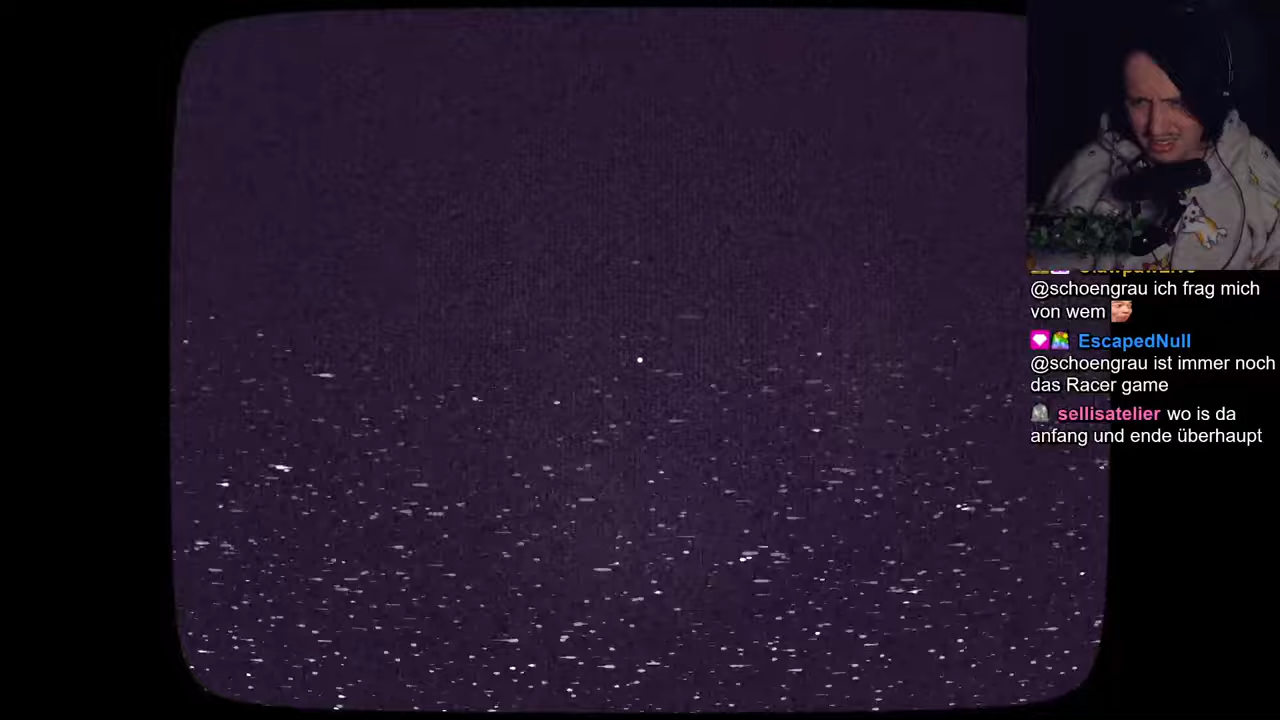 @schoengrau ich frag mich
von wem
EscapedNull
@schoengrau ist immer noch
das Racer game
sellisatelier wo is da
anfang und ende überhaupt